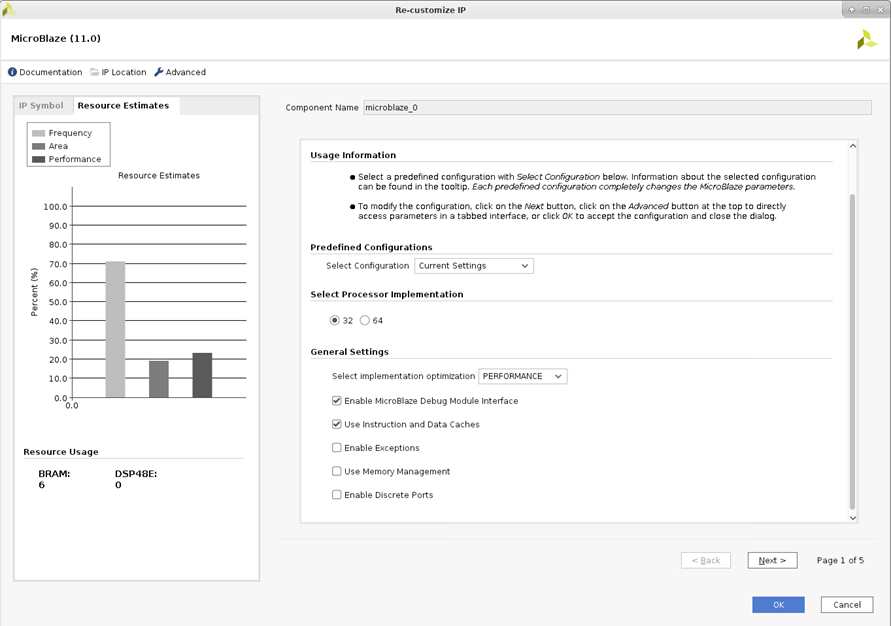 Re-customize IP
MicroBlaze (11.0)
Documentation
IP Location
Advanced
IP Symbol
Resource Estimates
Frequency
Area
Performance
Resource Estimates
Percent (%)
100.0
90.0
80.0
70.0
60.0
50.0
40.0
30.0
20.0
10.0
0.0
0.0
Resource Usage
BRAM: DSP48E:
6 0
Component Name microblaze_0
Usage Information
Select a predefined configuration with Select Configuration below. Information about the selected configuration
can be found in the tooltip. Each predefined configuration completely changes the MicroBlaze parameters.
To modify the configuration, click on the Next button, click on the Advanced button at the top to directly
access parameters in a tabbed interface, or click OK to accept the configuration and close the dialog.
Predefined Configurations
Select Configuration Current Settings
Select Processor Implementation
32 64
General Settings
Select implementation optimization PERFORMANCE
Enable MicroBlaze Debug Module Interface
Use Instruction and Data Caches
Enable Exceptions
Use Memory Management
Enable Discrete Ports
< Back
Next >
Page 1 of 5
OK
Cancel